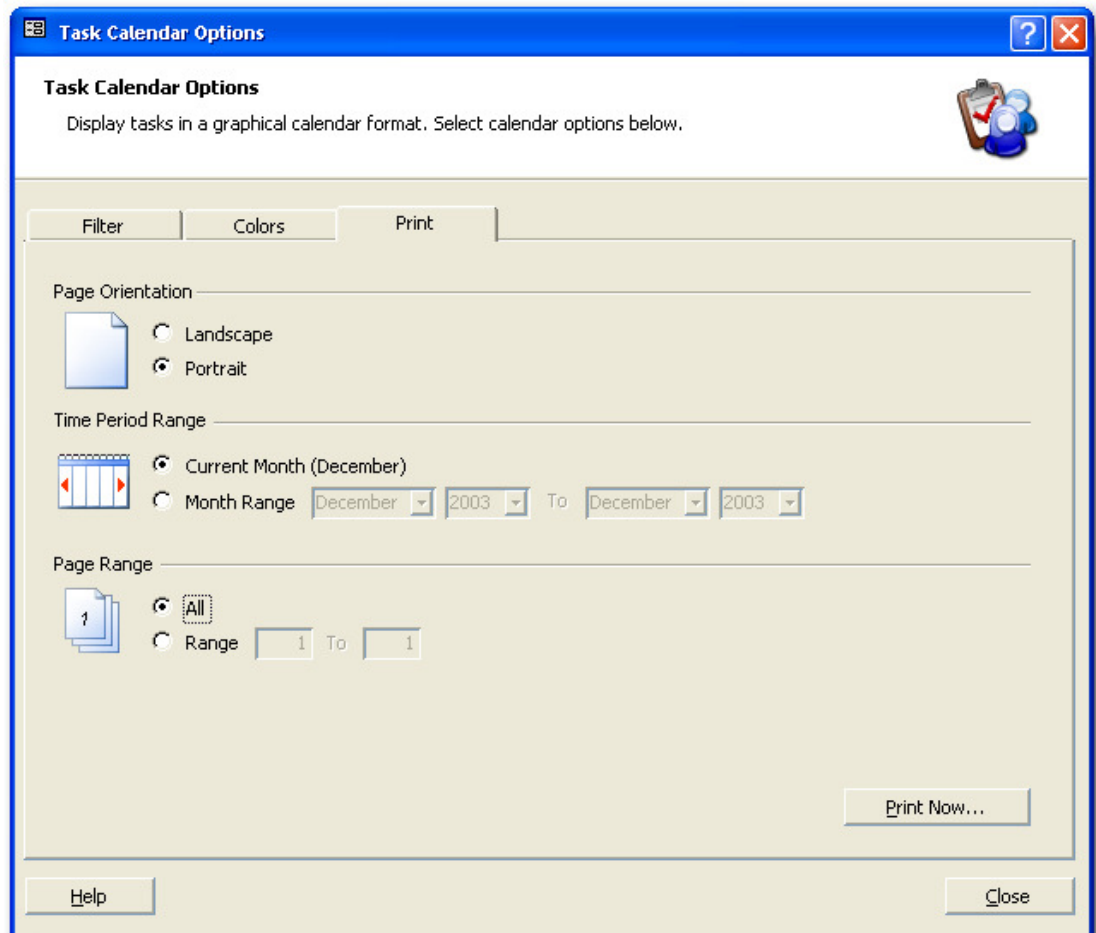 Task Calendar Options
?
Task Calendar Options
Display tasks in a graphical calendar format. Select calendar options below.
Filter Colors Print
Page Orientation
Landscape
Portrait
Time Period Range
Current Month (December)
Month Range December 2003 To December 2003
Page Range
1
All
Range 1 To 1
Print Now...
Help Close